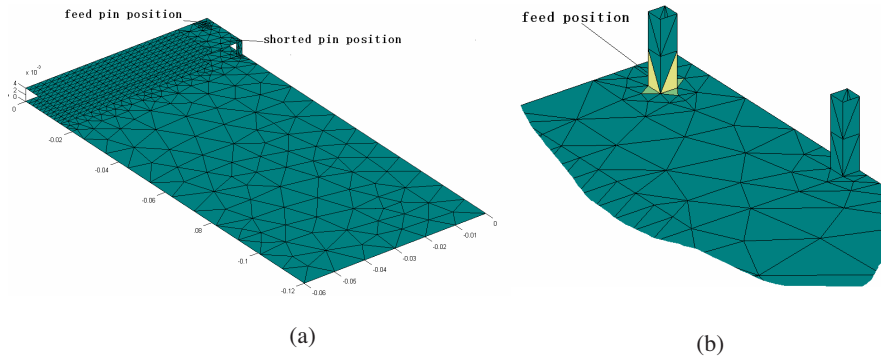 feed pin position
shorted pin position
x 10
4
2
0
-0.02
-0.04
-0.06
.08
-0.1
-0.12
-0.06
-0.05
-0.04
-0.03
-0.02
-0.01
0
(a)
feed position
(b)